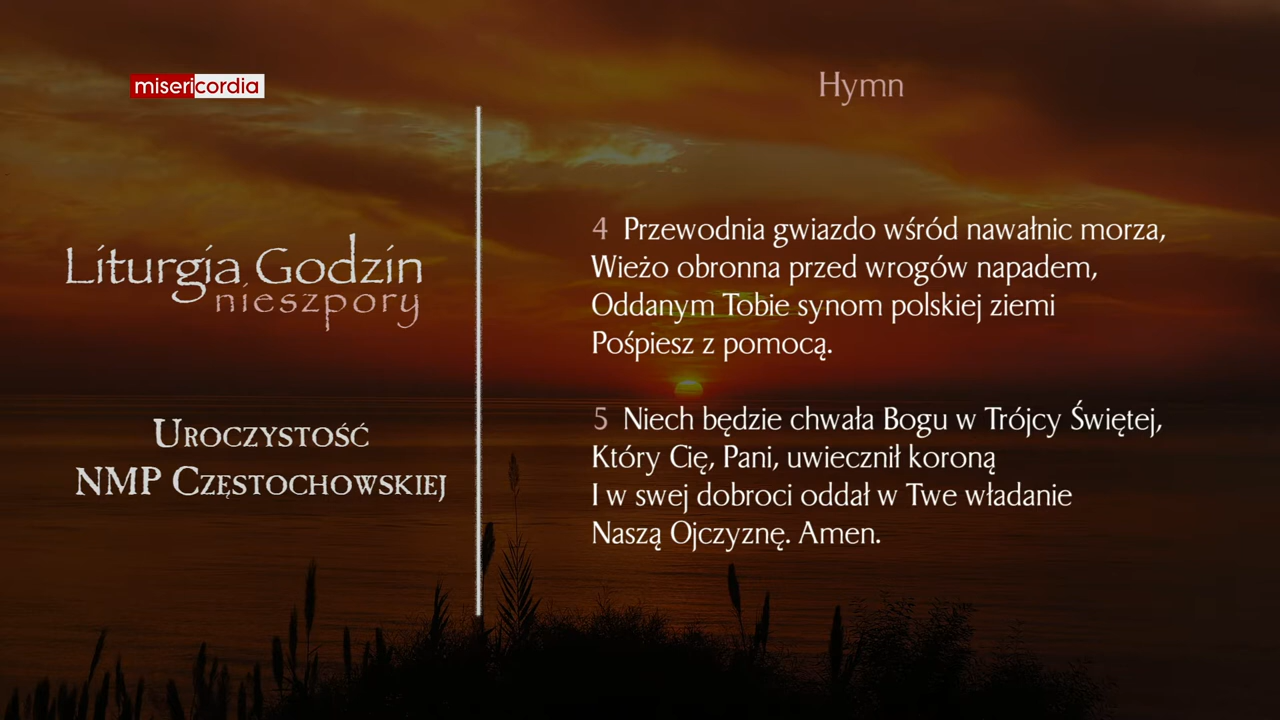 misericordia
Liturgia Godzin
nieszpory
Uroczystość
NMP Częstochowskiej
Hymn
4 Przewodnia gwiazdo wśród nawałnic morza,
Wieżo obronna przed wrogów napadem,
Oddanym Tobie synom polskiej ziemi
Pośpiesz z pomocą.
5 Niech będzie chwała Bogu w Trójcy Świętej,
Który Cię, Pani, uwiecznił koroną
I w swej dobroci oddał w Twe władanie
Naszą Ojczyznę. Amen.